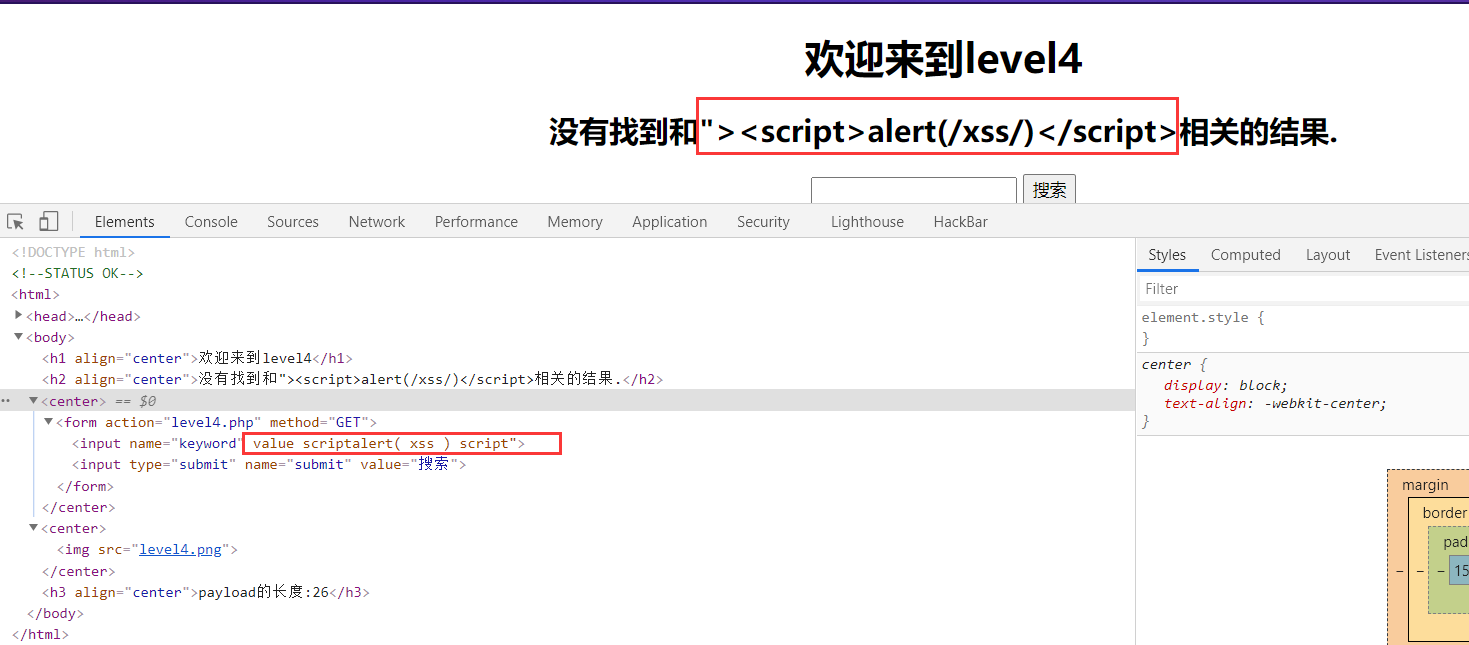 欢迎来到level4
没有找到和"><script>alert(/xss/)</script>相关的结果.
搜索
Elements Console Sources Network Performance Memory Application Security Lighthouse HackBar
<!DOCTYPE html>
<!--STATUS OK-->
<html>
<head>…</head>
<body>
<h1 align="center">欢迎来到level4</h1>
<h2 align="center">没有找到和"><script>alert(/xss/)</script>相关的结果.</h2>
<center> == $0
<form action="level4.php" method="GET">
<input name="keyword" value scriptalert( xss ) script">
<input type="submit" name="submit" value="搜索">
</form>
</center>
<center>
<img src="level4.png">
</center>
<h3 align="center">payload的长度:26</h3>
</body>
</html>
Styles Computed Layout Event Listeners
Filter
element.style {
}
center {
display: block;
text-align: -webkit-center;
}
margin
border
pad
– – – 15